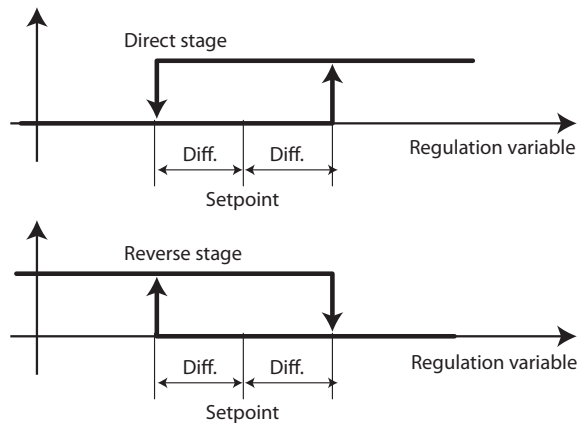 Direct stage
Diff. Diff.
Regulation variable
Setpoint
Reverse stage
Diff. Diff.
Regulation variable
Setpoint